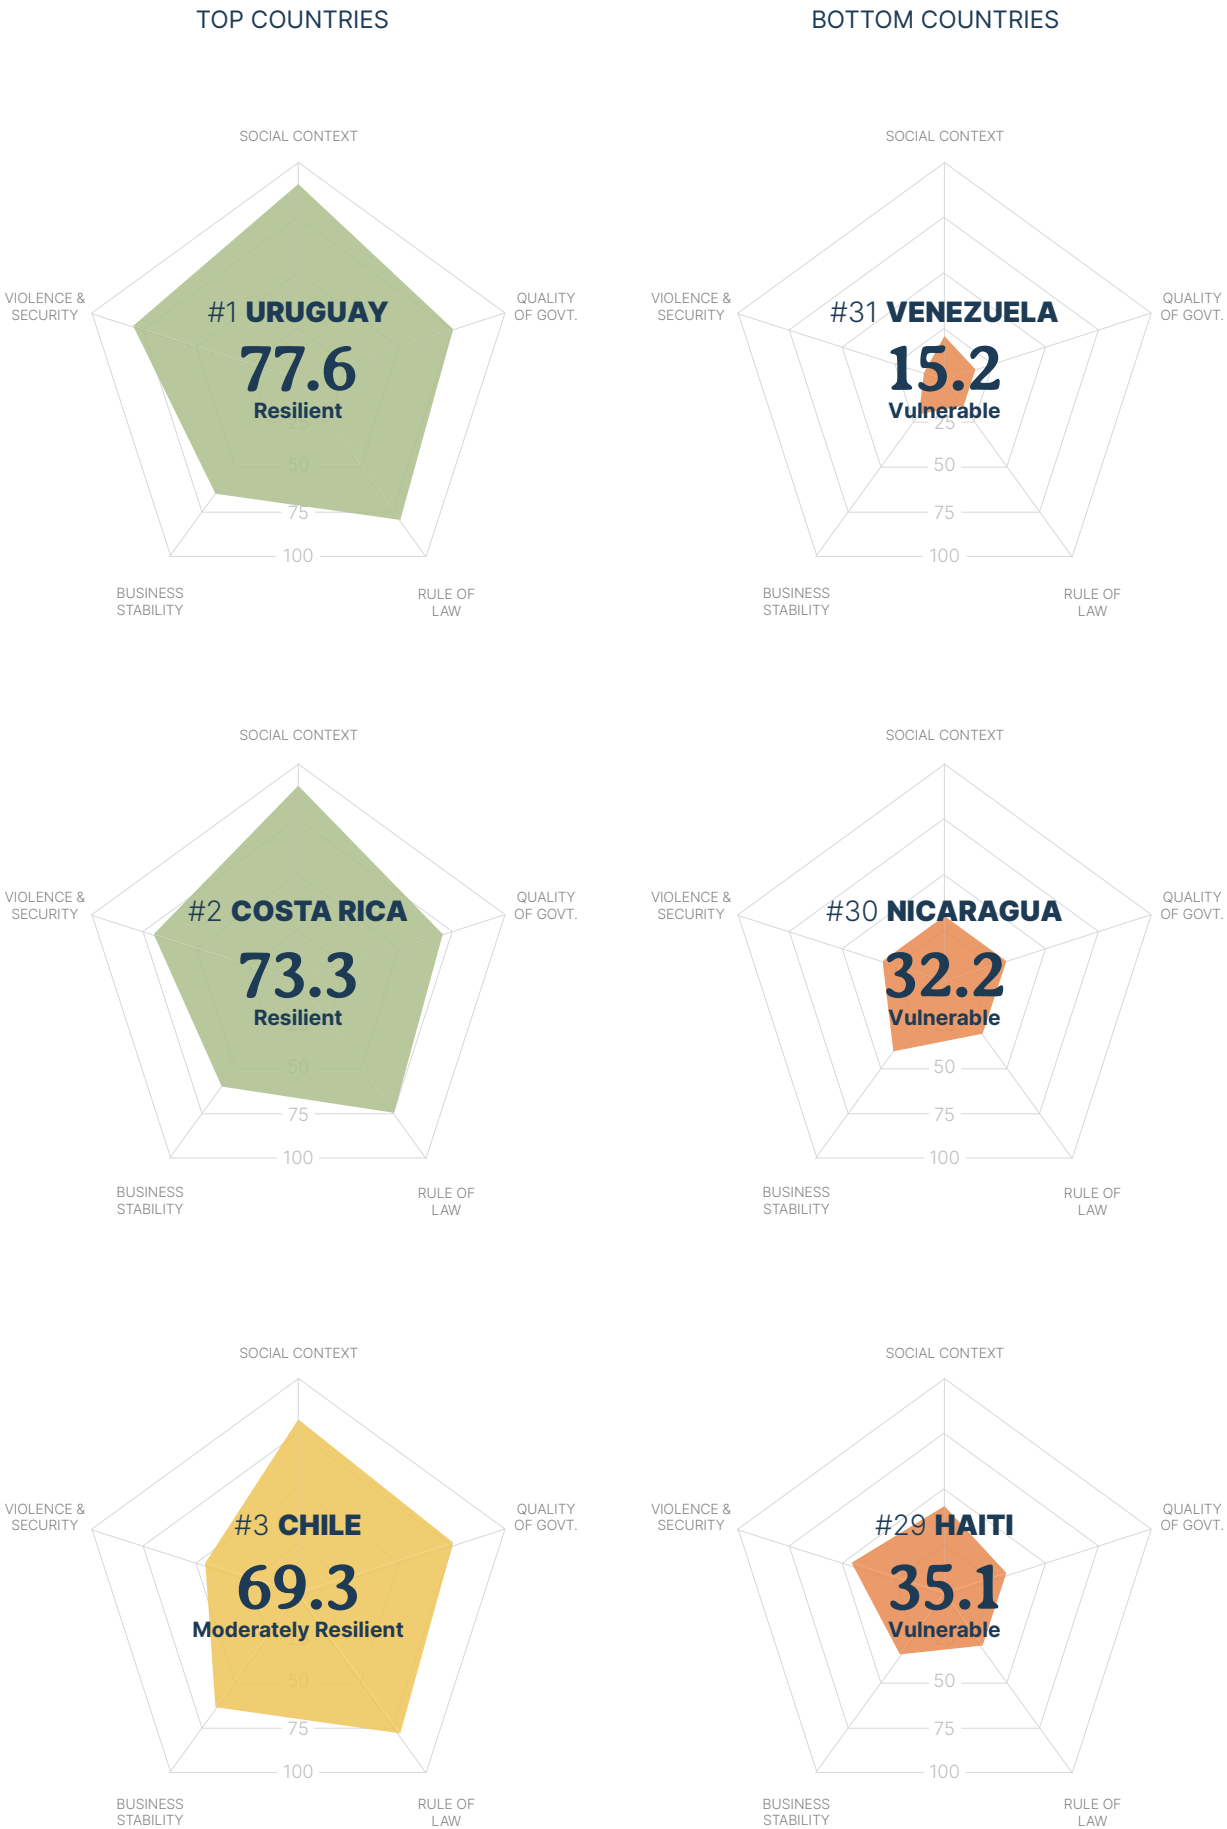 TOP COUNTRIES
BOTTOM COUNTRIES
SOCIAL CONTEXT
VIOLENCE &
SECURITY
QUALITY
OF GOVT.
#1 URUGUAY
77.6
Resilient
25
50
75
100
BUSINESS
STABILITY
RULE OF
LAW
SOCIAL CONTEXT
VIOLENCE &
SECURITY
QUALITY
OF GOVT.
#31 VENEZUELA
15.2
Vulnerable
25
50
75
100
BUSINESS
STABILITY
RULE OF
LAW
SOCIAL CONTEXT
VIOLENCE &
SECURITY
QUALITY
OF GOVT.
#2 COSTA RICA
73.3
Resilient
50
75
100
BUSINESS
STABILITY
RULE OF
LAW
SOCIAL CONTEXT
VIOLENCE &
SECURITY
QUALITY
OF GOVT.
#30 NICARAGUA
32.2
Vulnerable
50
75
100
BUSINESS
STABILITY
RULE OF
LAW
SOCIAL CONTEXT
VIOLENCE &
SECURITY
QUALITY
OF GOVT.
#3 CHILE
69.3
Moderately Resilient
50
75
100
BUSINESS
STABILITY
RULE OF
LAW
SOCIAL CONTEXT
VIOLENCE &
SECURITY
QUALITY
OF GOVT.
#29 HAITI
35.1
Vulnerable
50
75
100
BUSINESS
STABILITY
RULE OF
LAW